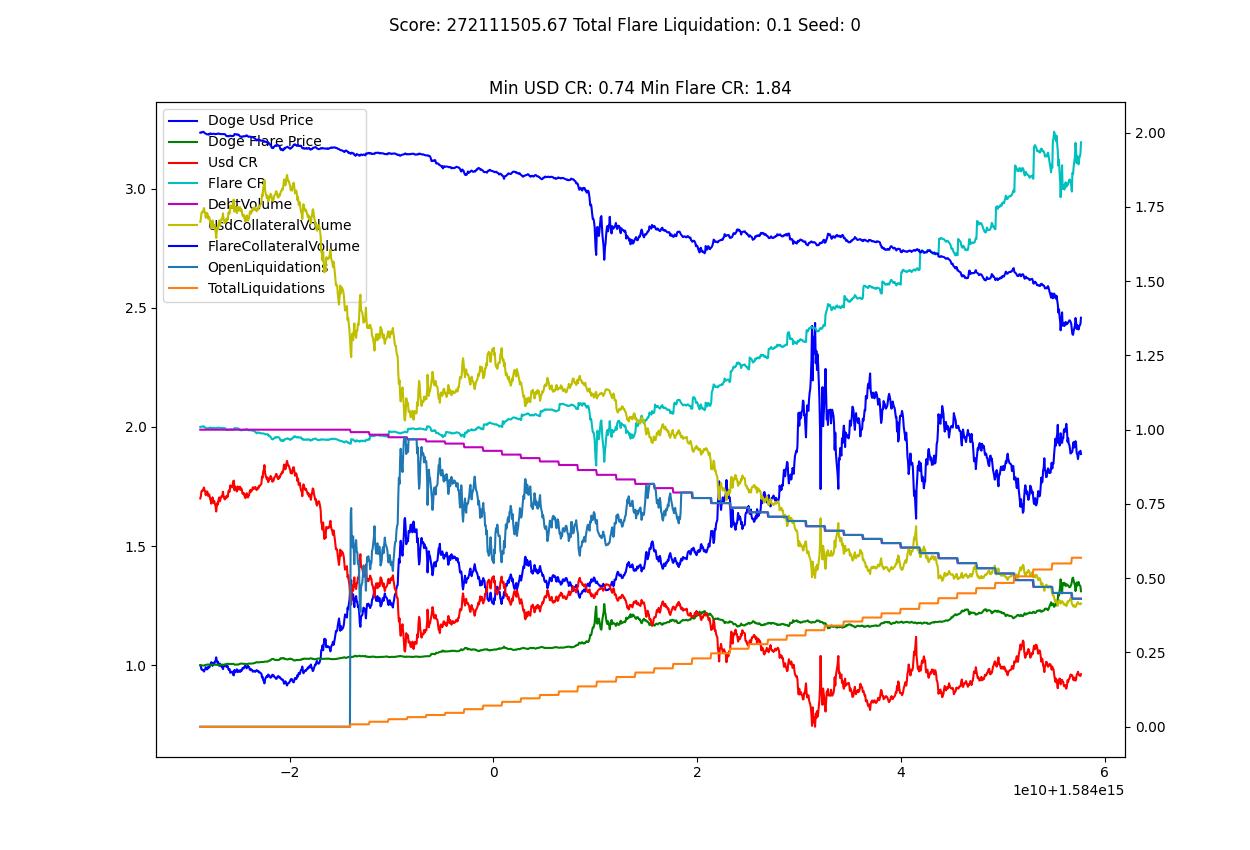 Score: 272111505.67 Total Flare Liquidation: 0.1 Seed: 0
Min USD CR: 0.74 Min Flare CR: 1.84
Doge Usd Price
Doge Flare Price
Usd CR
Flare CR
DebtVolume
UsdCollateralVolume
FlareCollateralVolume
OpenLiquidations
TotalLiquidations
3.0
2.5
2.0
1.5
1.0
2.00
1.75
1.50
1.25
1.00
0.75
0.50
0.25
0.00
−2
0
2
4
6
1e10+1.584e15